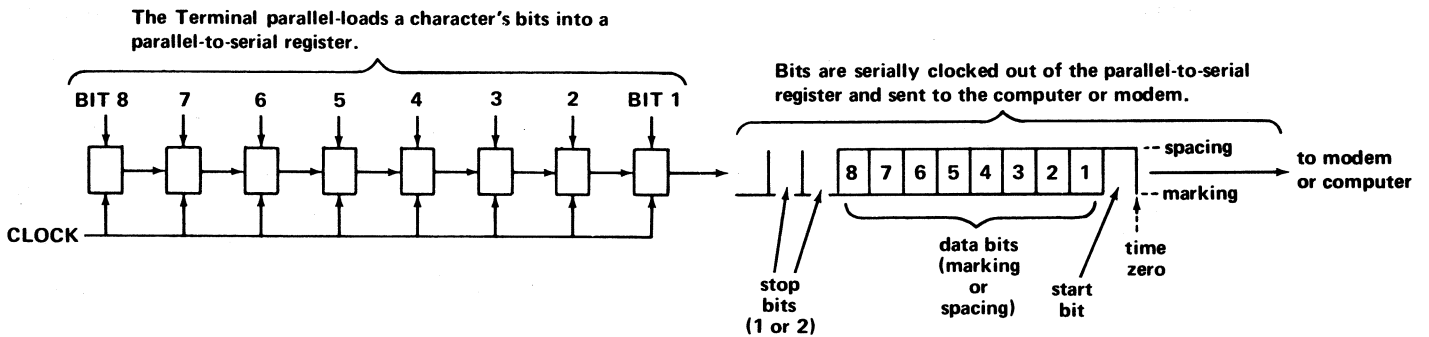 The Terminal parallel-loads a character's bits into a
parallel-to-serial register.
BIT 8 7 6 5 4 3 2 BIT 1
CLOCK
Bits are serially clocked out of the parallel-to-serial
register and sent to the computer or modem.
8 7 6 5 4 3 2 1
spacing
marking
to modem
or computer
stop
bits
(1 or 2)
data bits
(marking
or
spacing)
start
bit
time
zero